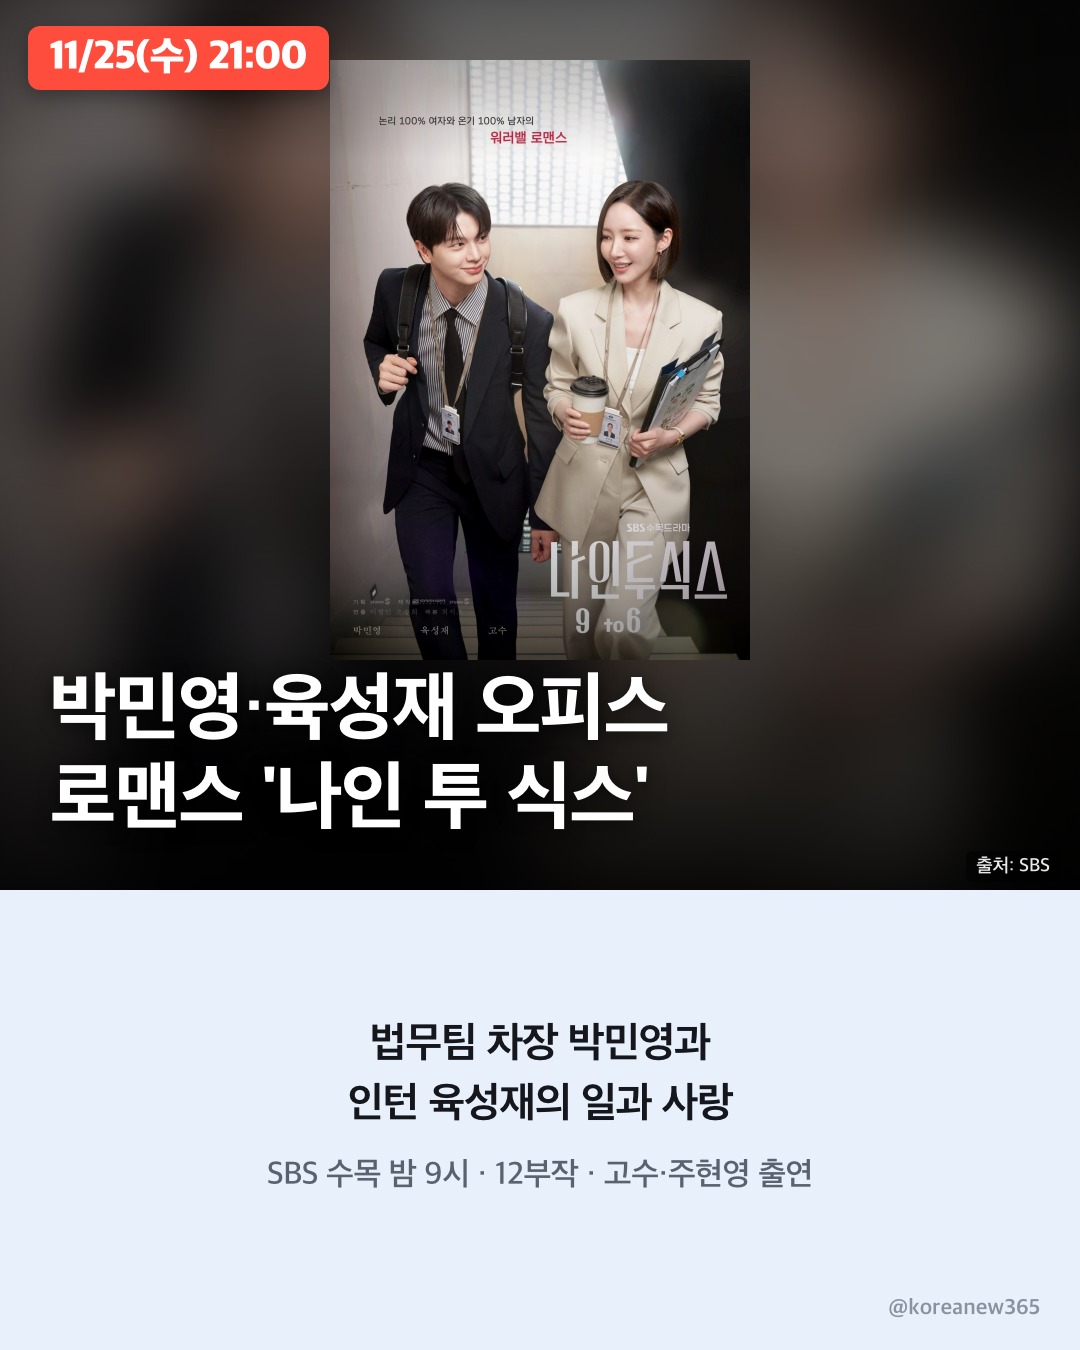 11/25(수) 21:00
논리 100% 여자와 온기 100% 남자의
워러밸 로맨스
SBS 수목드라마
나인투식스
9 to 6
박민영 육성재 고수
박민영·육성재 오피스
로맨스 '나인 투 식스'
출처: SBS
법무팀 차장 박민영과
인턴 육성재의 일과 사랑
SBS 수목 밤 9시 · 12부작 · 고수·주현영 출연
@koreanew365